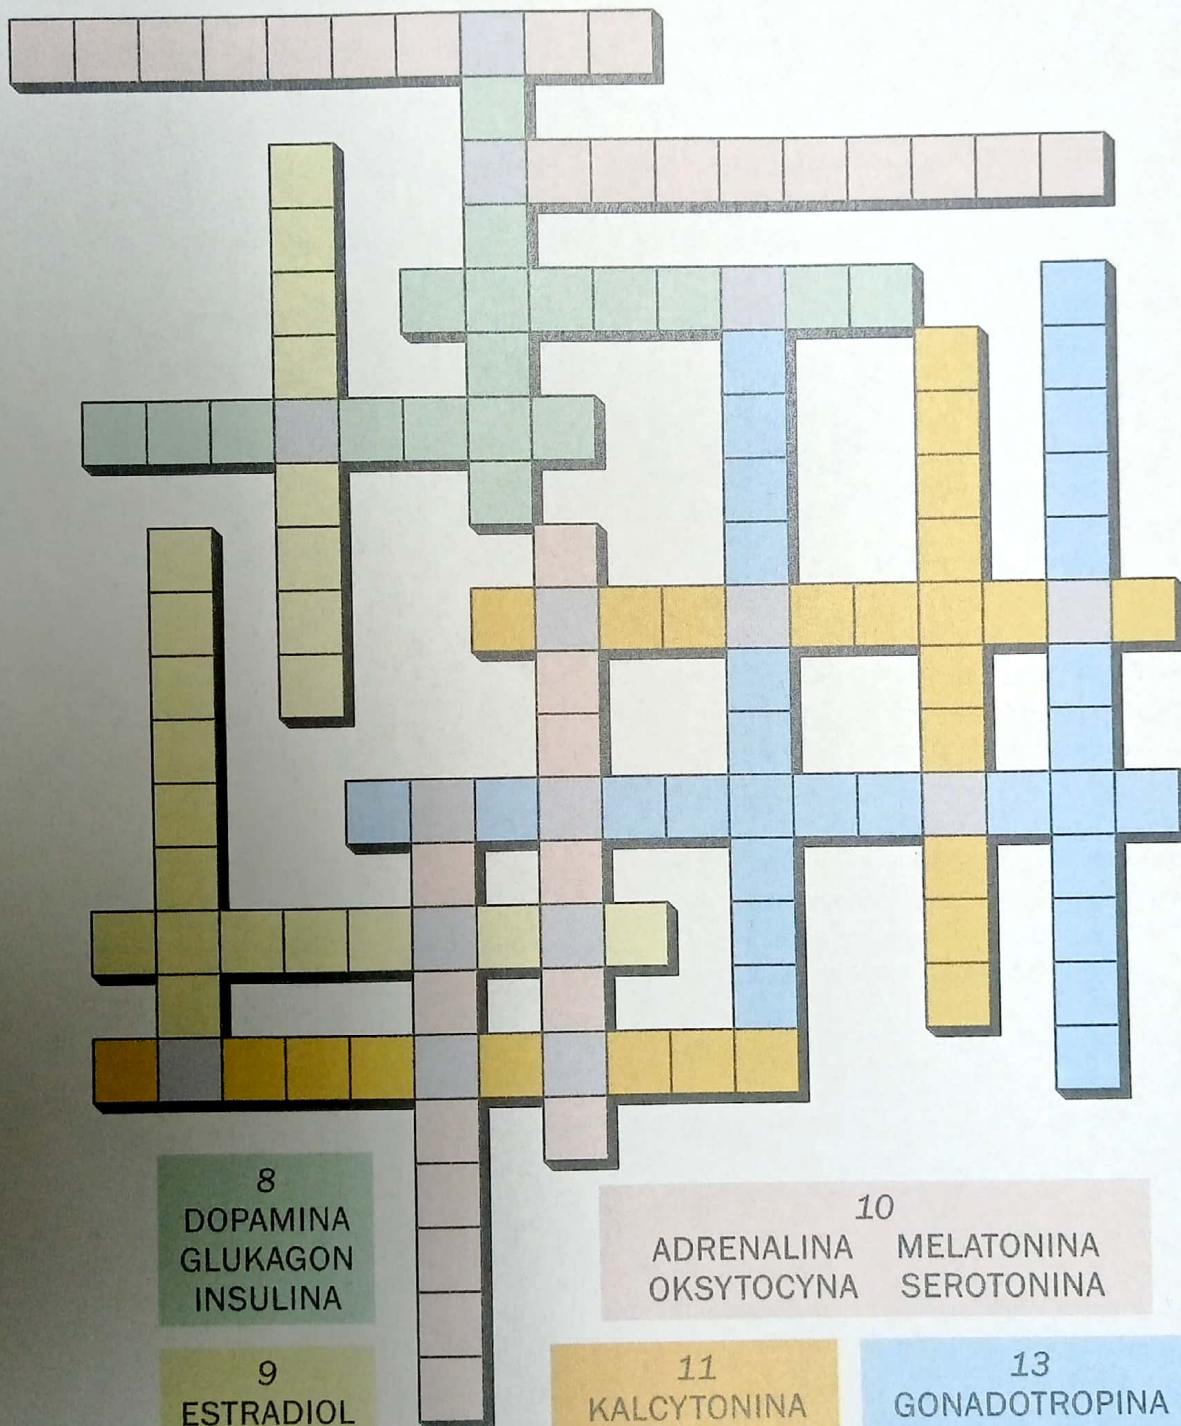 8
DOPAMINA
GLUKAGON
INSULINA
10
ADRENALINA MELATONINA
OKSYTOCYNA SEROTONINA
9
ESTRADIOL
11
KALCYTONINA
13
GONADOTROPINA